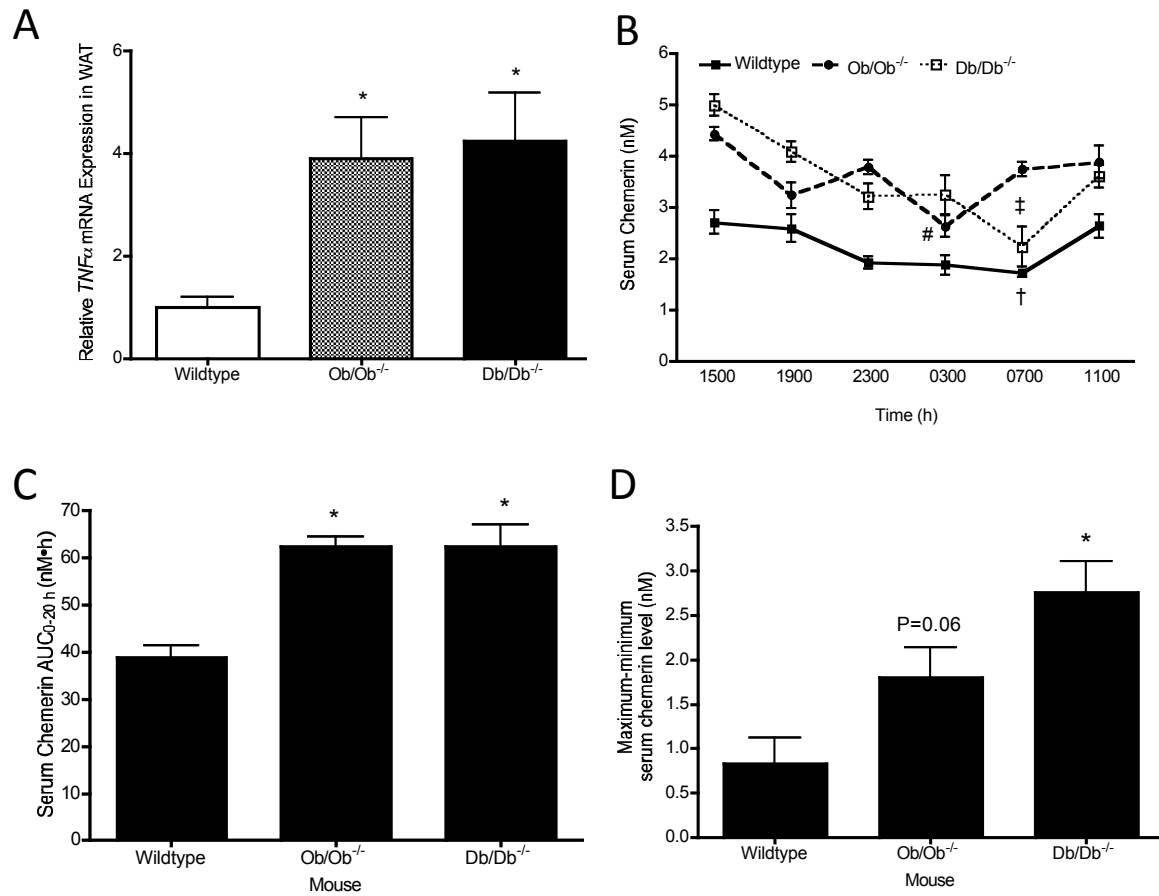 A
Relative TNFα mRNA Expression in WAT
6
4
2
0
*
*
Wildtype
Ob/Ob-/-
Db/Db-/-
B
Wildtype
Ob/Ob-/-
Db/Db-/-
Serum Chemerin (nM)
6
5
4
3
2
1
0
#
‡
†
1500
1900
2300
0300
0700
1100
Time (h)
C
Serum Chemerin AUC0-20 h (nM•h)
70
60
50
40
30
20
10
0
*
*
Wildtype
Ob/Ob-/-
Db/Db-/-
Mouse
D
Maximum-minimum
serum chemerin level (nM)
3.5
3.0
2.5
2.0
1.5
1.0
0.5
0.0
P=0.06
*
Wildtype
Ob/Ob-/-
Db/Db-/-
Mouse